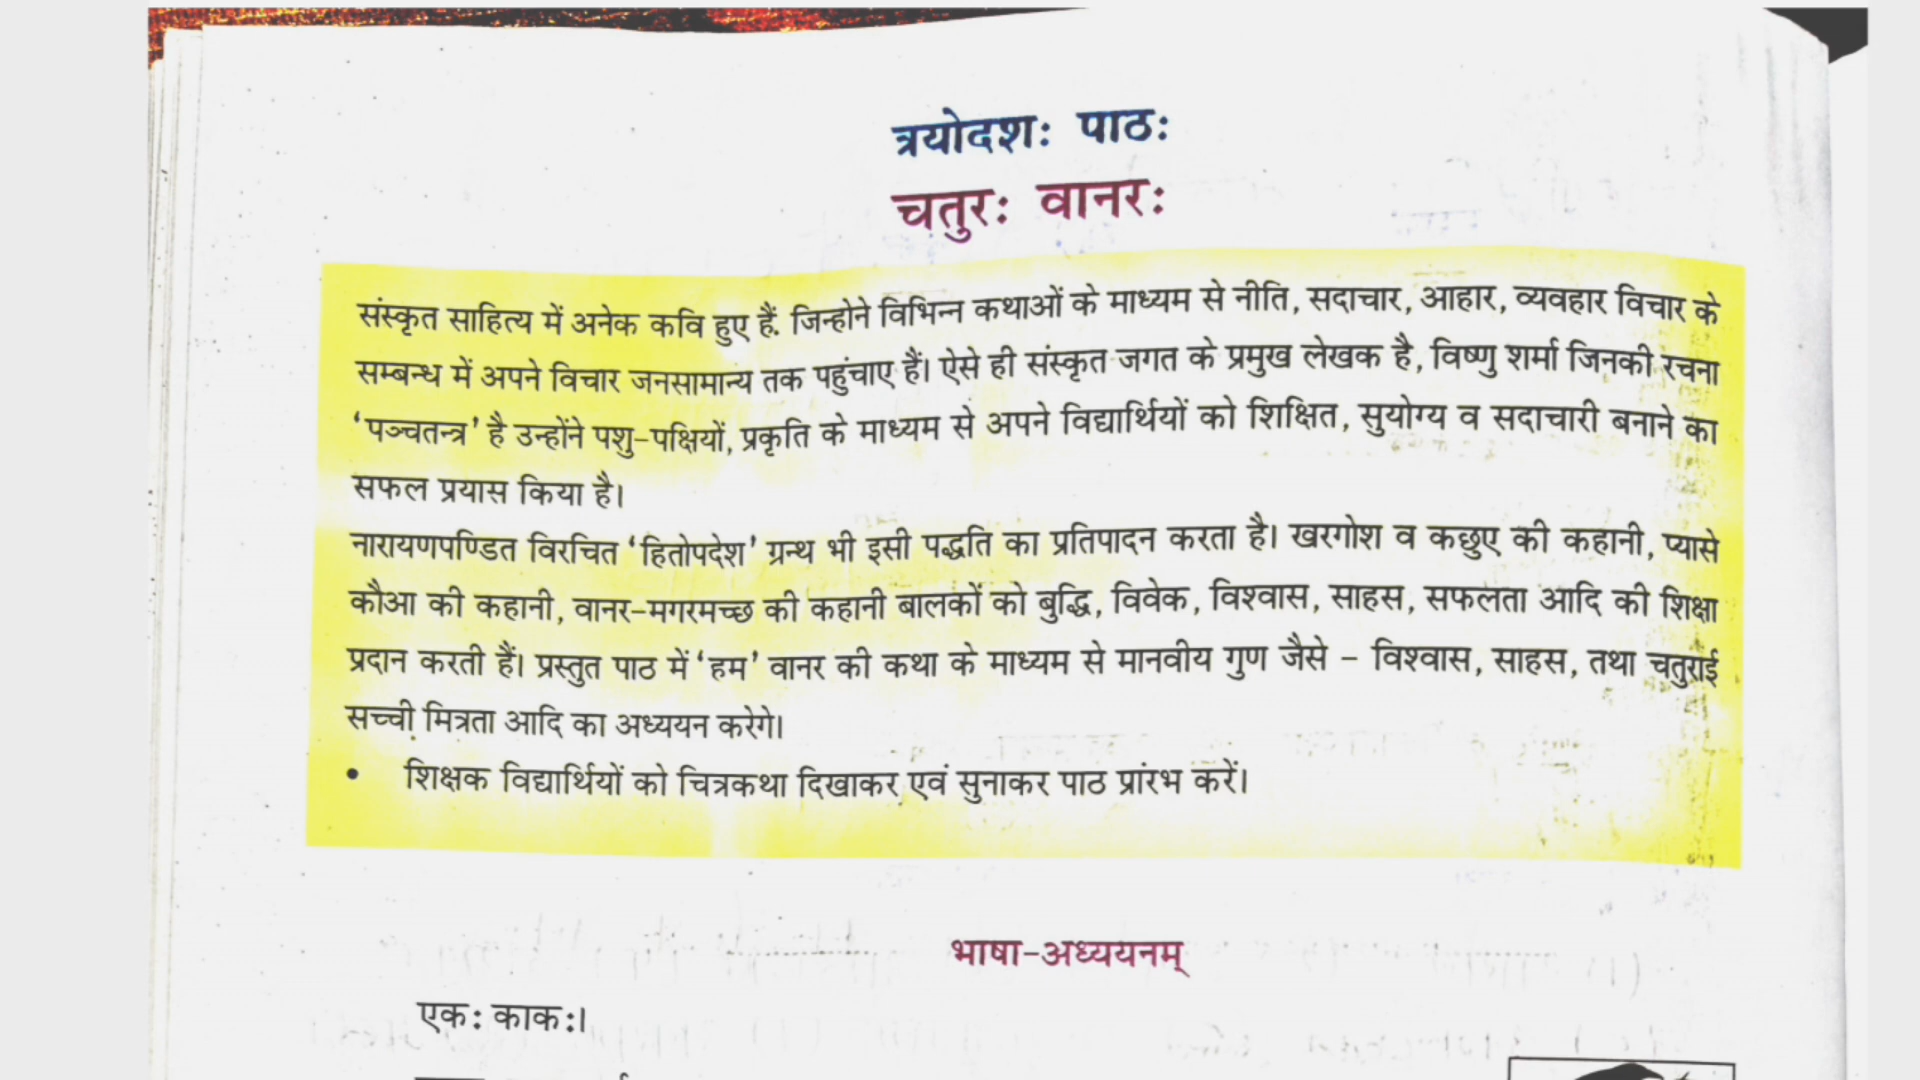 त्रयोदशः पाठः
चतुरः वानरः
संस्कृत साहित्य में अनेक कवि हुए हैं. जिन्होने विभिन्न कथाओं के माध्यम से नीति, सदाचार, आहार, व्यवहार विचार के
सम्बन्ध में अपने विचार जनसामान्य तक पहुंचाए हैं। ऐसे ही संस्कृत जगत के प्रमुख लेखक है, विष्णु शर्मा जिनकी रचना
‘पञ्चतन्त्र’ है उन्होंने पशु-पक्षियों, प्रकृति के माध्यम से अपने विद्यार्थियों को शिक्षित, सुयोग्य व सदाचारी बनाने का
सफल प्रयास किया है।
नारायणपण्डित विरचित ‘हितोपदेश’ ग्रन्थ भी इसी पद्धति का प्रतिपादन करता है। खरगोश व कछुए की कहानी, प्यासे
कौआ की कहानी, वानर-मगरमच्छ की कहानी बालकों को बुद्धि, विवेक, विश्वास, साहस, सफलता आदि की शिक्षा
प्रदान करती हैं। प्रस्तुत पाठ में ‘हम’ वानर की कथा के माध्यम से मानवीय गुण जैसे – विश्वास, साहस, तथा चतुराई
सच्ची मित्रता आदि का अध्ययन करेगे।
• शिक्षक विद्यार्थियों को चित्रकथा दिखाकर एवं सुनाकर पाठ प्रारंभ करें।
भाषा-अध्ययनम्
एकः काकः।